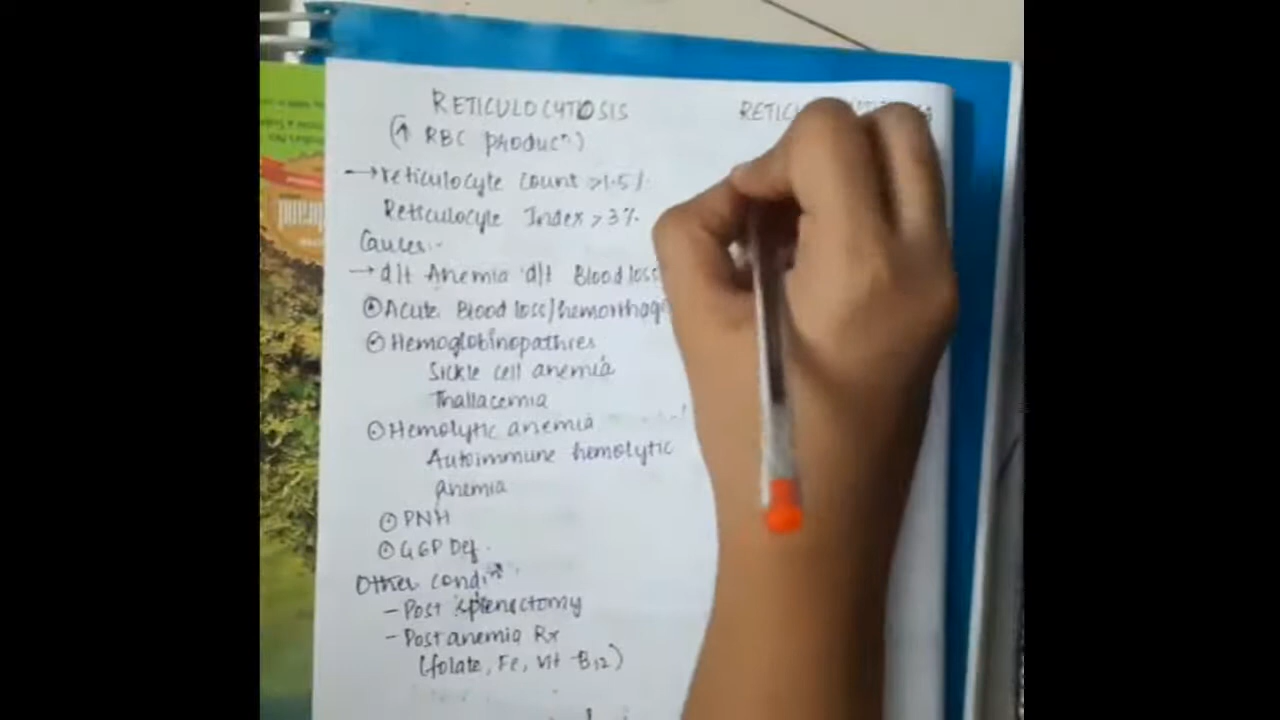 RETICULOCYTOSIS
(↑ RBC producⁿ)
→ reticulocyte count >1.5%
Reticulocyte Index >3%
Causes:-
→ d/t Anemia d/t Blood loss
⊙ Acute Blood loss/hemorrhag
⊙ Hemoglobinopathies
Sickle cell anemia
Thallacemia
⊙ Hemolytic anemia
Autoimmune hemolytic
anemia
⊙ PNH
⊙ G6P Def.
Other condiⁿ
- Post splenectomy
- Post anemia Rx
(folate, Fe, Vit B12)